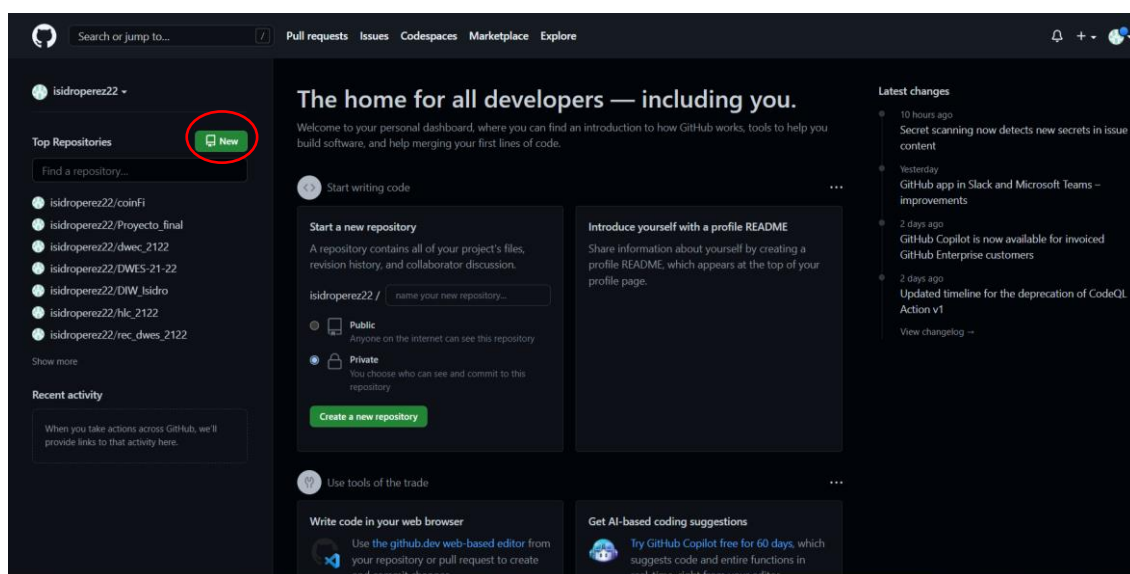 Search or jump to...
/
Pull requests Issues Codespaces Marketplace Explore
isidroperez22
Top Repositories
New
Find a repository...
isidroperez22/coinFi
isidroperez22/Proyecto_final
isidroperez22/dwec_2122
isidroperez22/DWES-21-22
isidroperez22/DIW_Isidro
isidroperez22/hlc_2122
isidroperez22/rec_dwes_2122
Show more
Recent activity
When you take actions across GitHub, we'll
provide links to that activity here.
The home for all developers — including you.
Welcome to your personal dashboard, where you can find an introduction to how GitHub works, tools to help you
build software, and help merging your first lines of code.
Start writing code
Start a new repository
A repository contains all of your project's files,
revision history, and collaborator discussion.
isidroperez22 /
name your new repository...
Public
Anyone on the internet can see this repository
Private
You choose who can see and commit to this
repository
Create a new repository
Introduce yourself with a profile README
Share information about yourself by creating a
profile README, which appears at the top of your
profile page.
Use tools of the trade
Write code in your web browser
Use the github.dev web-based editor from
your repository or pull request to create
and commit changes.
Get AI-based coding suggestions
Try GitHub Copilot free for 60 days, which
suggests code and entire functions in
real-time, right from your editor.
Latest changes
10 hours ago
Secret scanning now detects new secrets in issue
content
Yesterday
GitHub app in Slack and Microsoft Teams –
improvements
2 days ago
GitHub Copilot is now available for invoiced
GitHub Enterprise customers
2 days ago
Updated timeline for the deprecation of CodeQL
Action v1
View changelog →